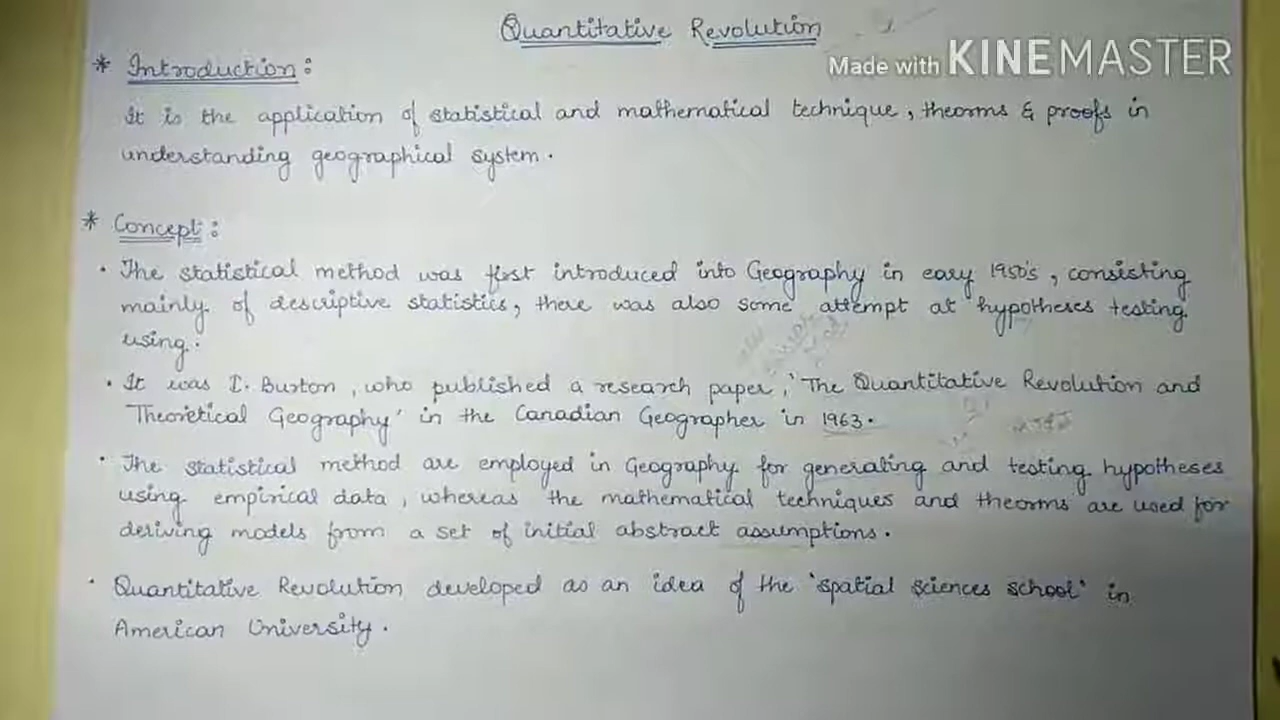 Quantitative Revolution
Made with KINEMASTER
* Introduction:
It is the application of statistical and mathematical technique, theorms & proofs in
understanding geographical system.
* Concept:
• The statistical method was first introduced into Geography in eary 1950's, consisting
mainly of descriptive statistics, there was also some attempt at hypotheses testing
using.
• It was I. Burton, who published a research paper, 'The Quantitative Revolution and
Theoretical Geography' in the Canadian Geographer in 1963.
• The statistical method are employed in Geography for generating and testing hypotheses
using empirical data, whereas the mathematical techniques and theorms are used for
deriving models from a set of initial abstract assumptions.
• Quantitative Revolution developed as an idea of the 'spatial sciences school' in
American University.